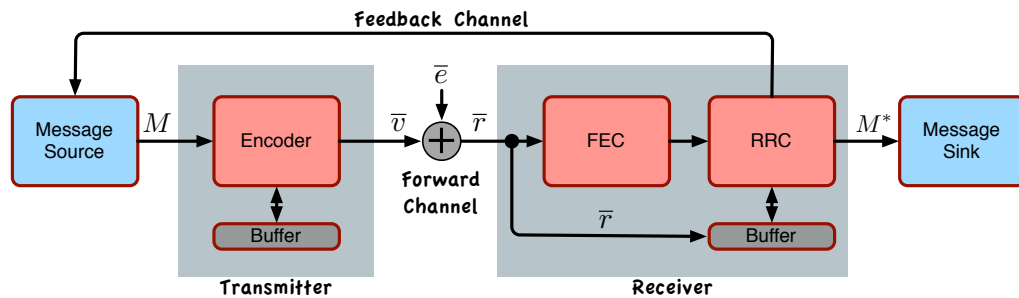 Feedback Channel
Message
Source
M
Encoder
Buffer
Transmitter
v̅
e̅
r̅
Forward
Channel
FEC
RRC
r̅
Buffer
Receiver
M*
Message
Sink